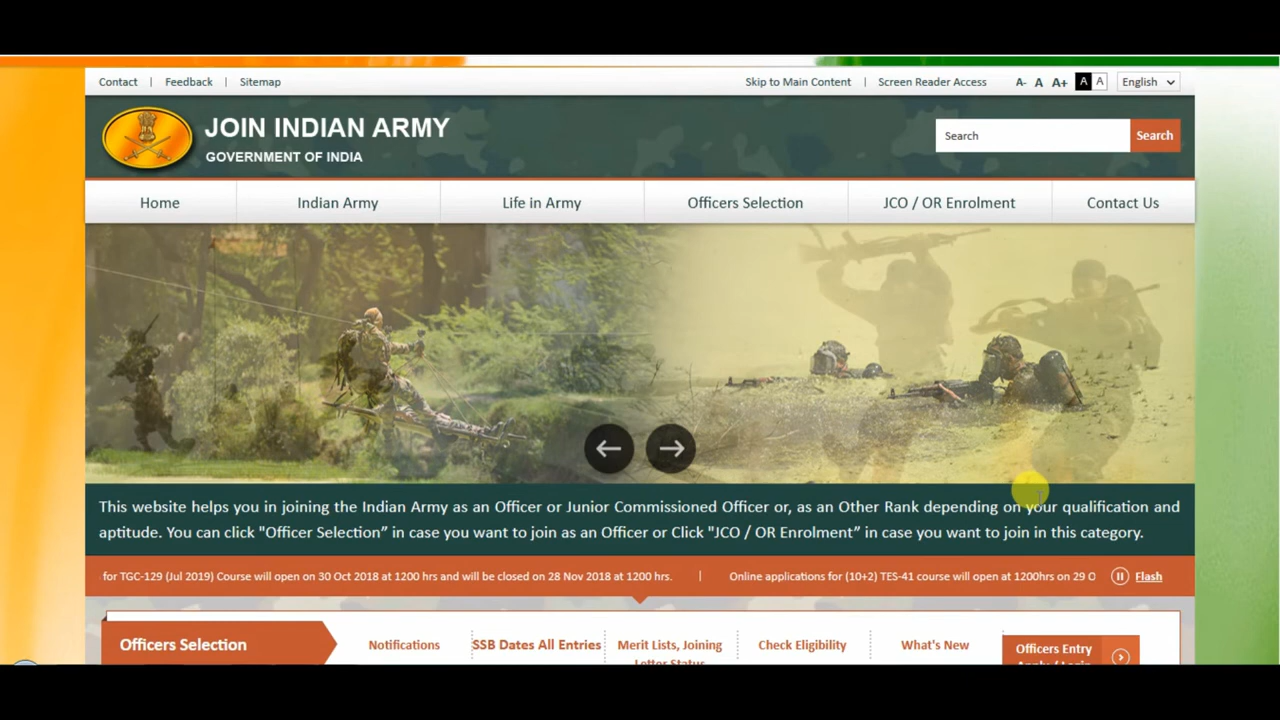 Contact | Feedback | Sitemap Skip to Main Content | Screen Reader Access A- A A+ A A English
JOIN INDIAN ARMY
GOVERNMENT OF INDIA
Search Search
Home Indian Army Life in Army Officers Selection JCO / OR Enrolment Contact Us
This website helps you in joining the Indian Army as an Officer or Junior Commissioned Officer or, as an Other Rank depending on your qualification and
aptitude. You can click "Officer Selection" in case you want to join as an Officer or Click "JCO / OR Enrolment" in case you want to join in this category.
for TGC-129 (Jul 2019) Course will open on 30 Oct 2018 at 1200 hrs and will be closed on 28 Nov 2018 at 1200 hrs. | Online applications for (10+2) TES-41 course will open at 1200hrs on 29 O Flash
Officers Selection Notifications SSB Dates All Entries Merit Lists, Joining Check Eligibility What's New Officers Entry
Letter Status Apply / Login